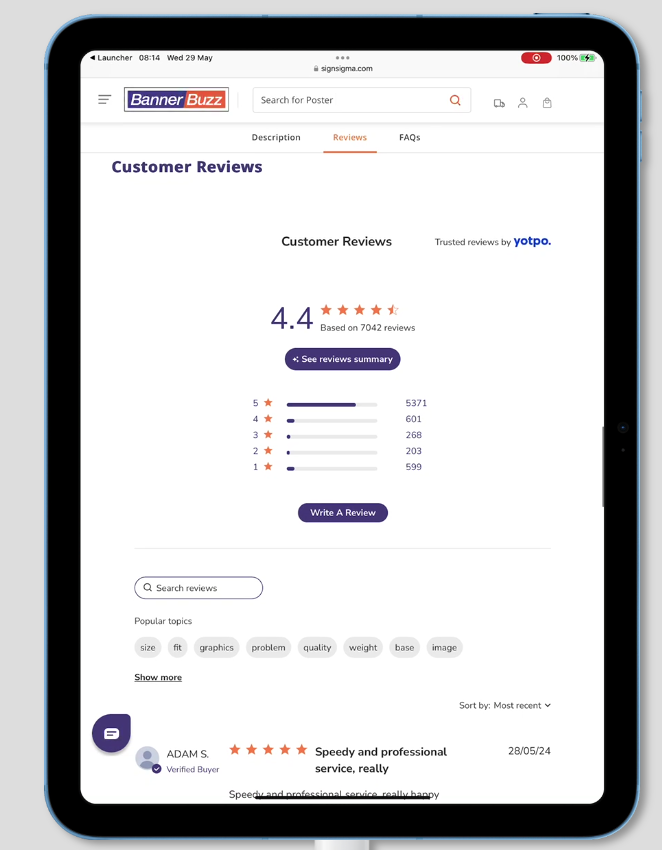 Launcher 08:14 Wed 29 May
100%
signsigma.com
BannerBuzz
Search for Poster
Description Reviews FAQs
Customer Reviews
Customer Reviews
Trusted reviews by yotpo.
4.4
Based on 7042 reviews
See reviews summary
5 5371
4 601
3 268
2 203
1 599
Write A Review
Search reviews
Popular topics
size fit graphics problem quality weight base image
Show more
Sort by: Most recent
ADAM S.
Verified Buyer
Speedy and professional
service, really
28/05/24
Speedy and professional service, really happy